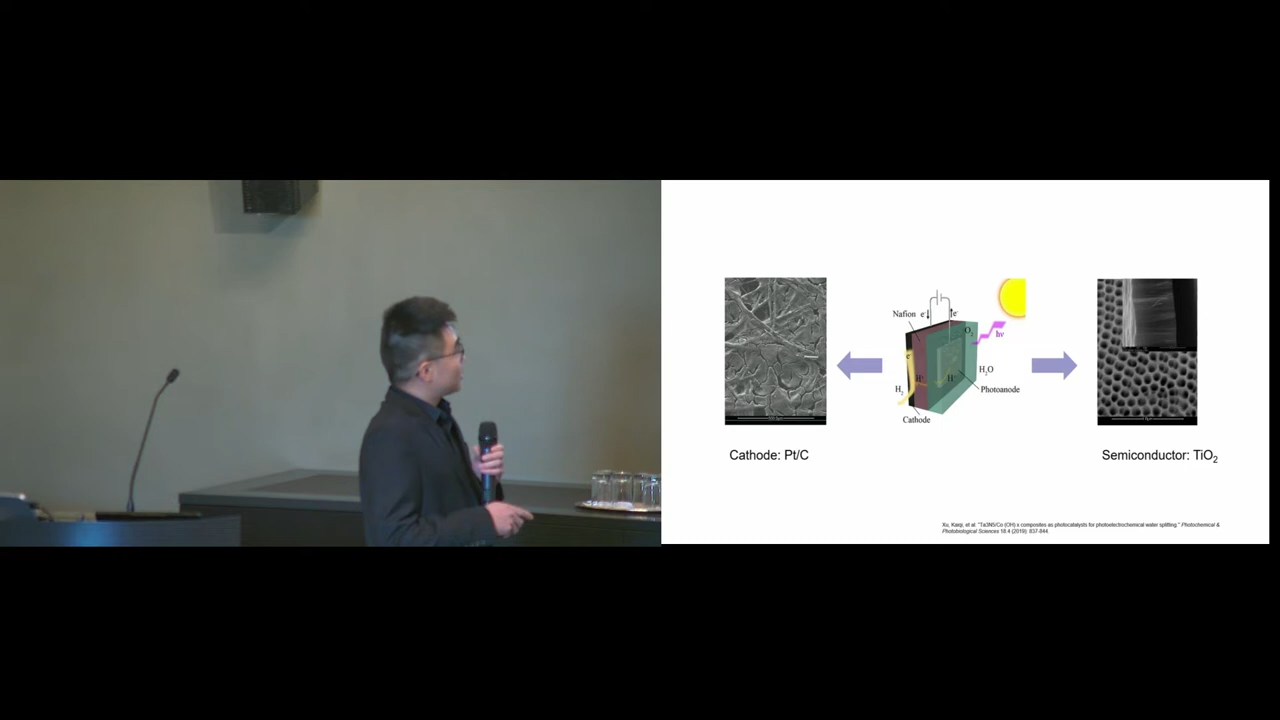 Nafion
e⁻
e⁻
O₂
hν
e⁻
H⁺
H⁺
H₂O
H₂
Photoanode
Cathode
Cathode: Pt/C
Semiconductor: TiO₂
Xu, Kaiqi, et al. "Ta3N5/Co (OH) x composites as photocatalysts for photoelectrochemical water splitting." Photochemical &
Photobiological Sciences 18.4 (2019): 837-844.